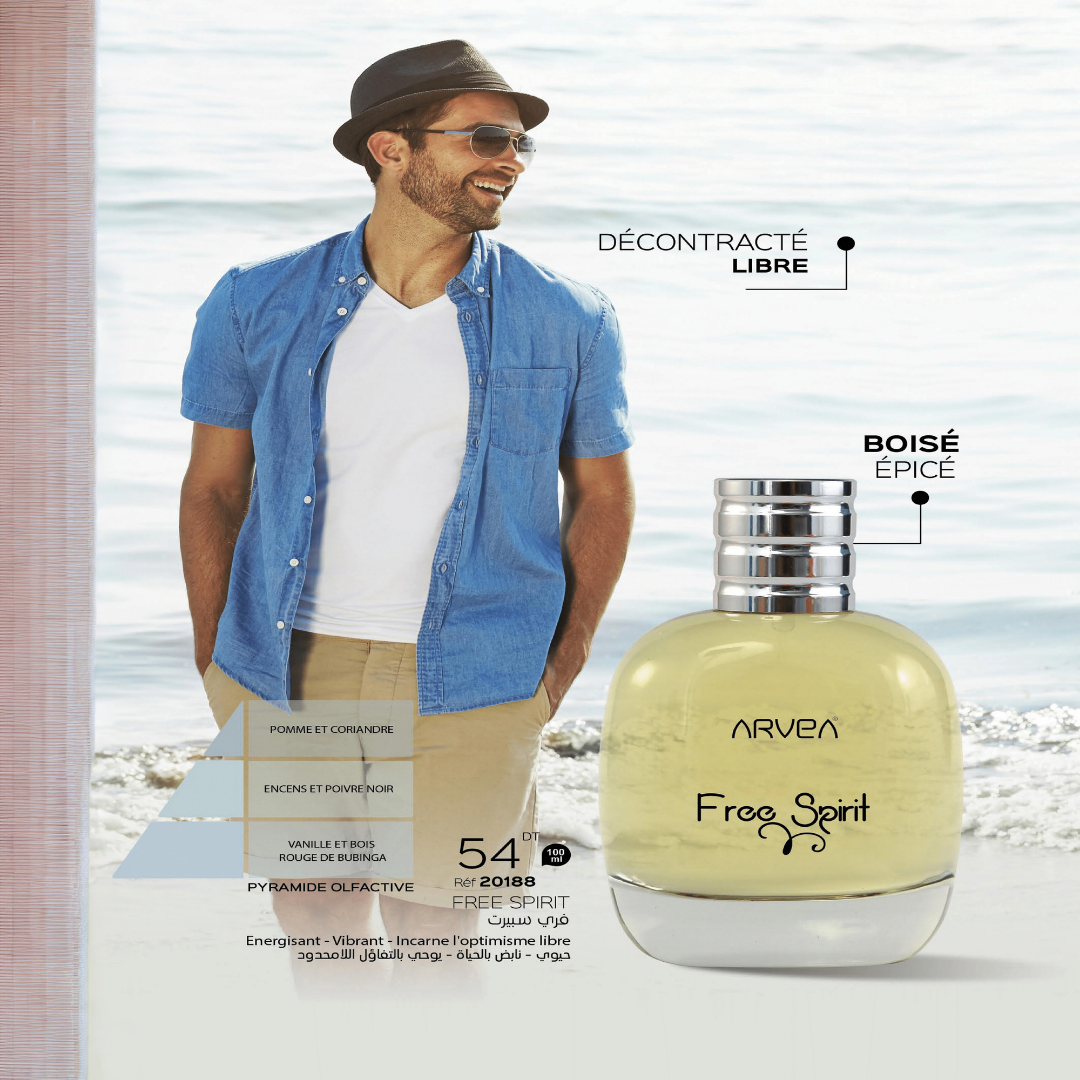 DÉCONTRACTÉ
LIBRE
BOISÉ
ÉPICÉ
ARVEA®
Free Spirit
POMME ET CORIANDRE
ENCENS ET POIVRE NOIR
VANILLE ET BOIS
ROUGE DE BUBINGA
PYRAMIDE OLFACTIVE
54 DT
100 ml
Réf 20188
FREE SPIRIT
فري سبيرت
Energisant - Vibrant - Incarne l'optimisme libre
حيوي - نابض بالحياة - يوحي بالتفاؤل اللامحدود